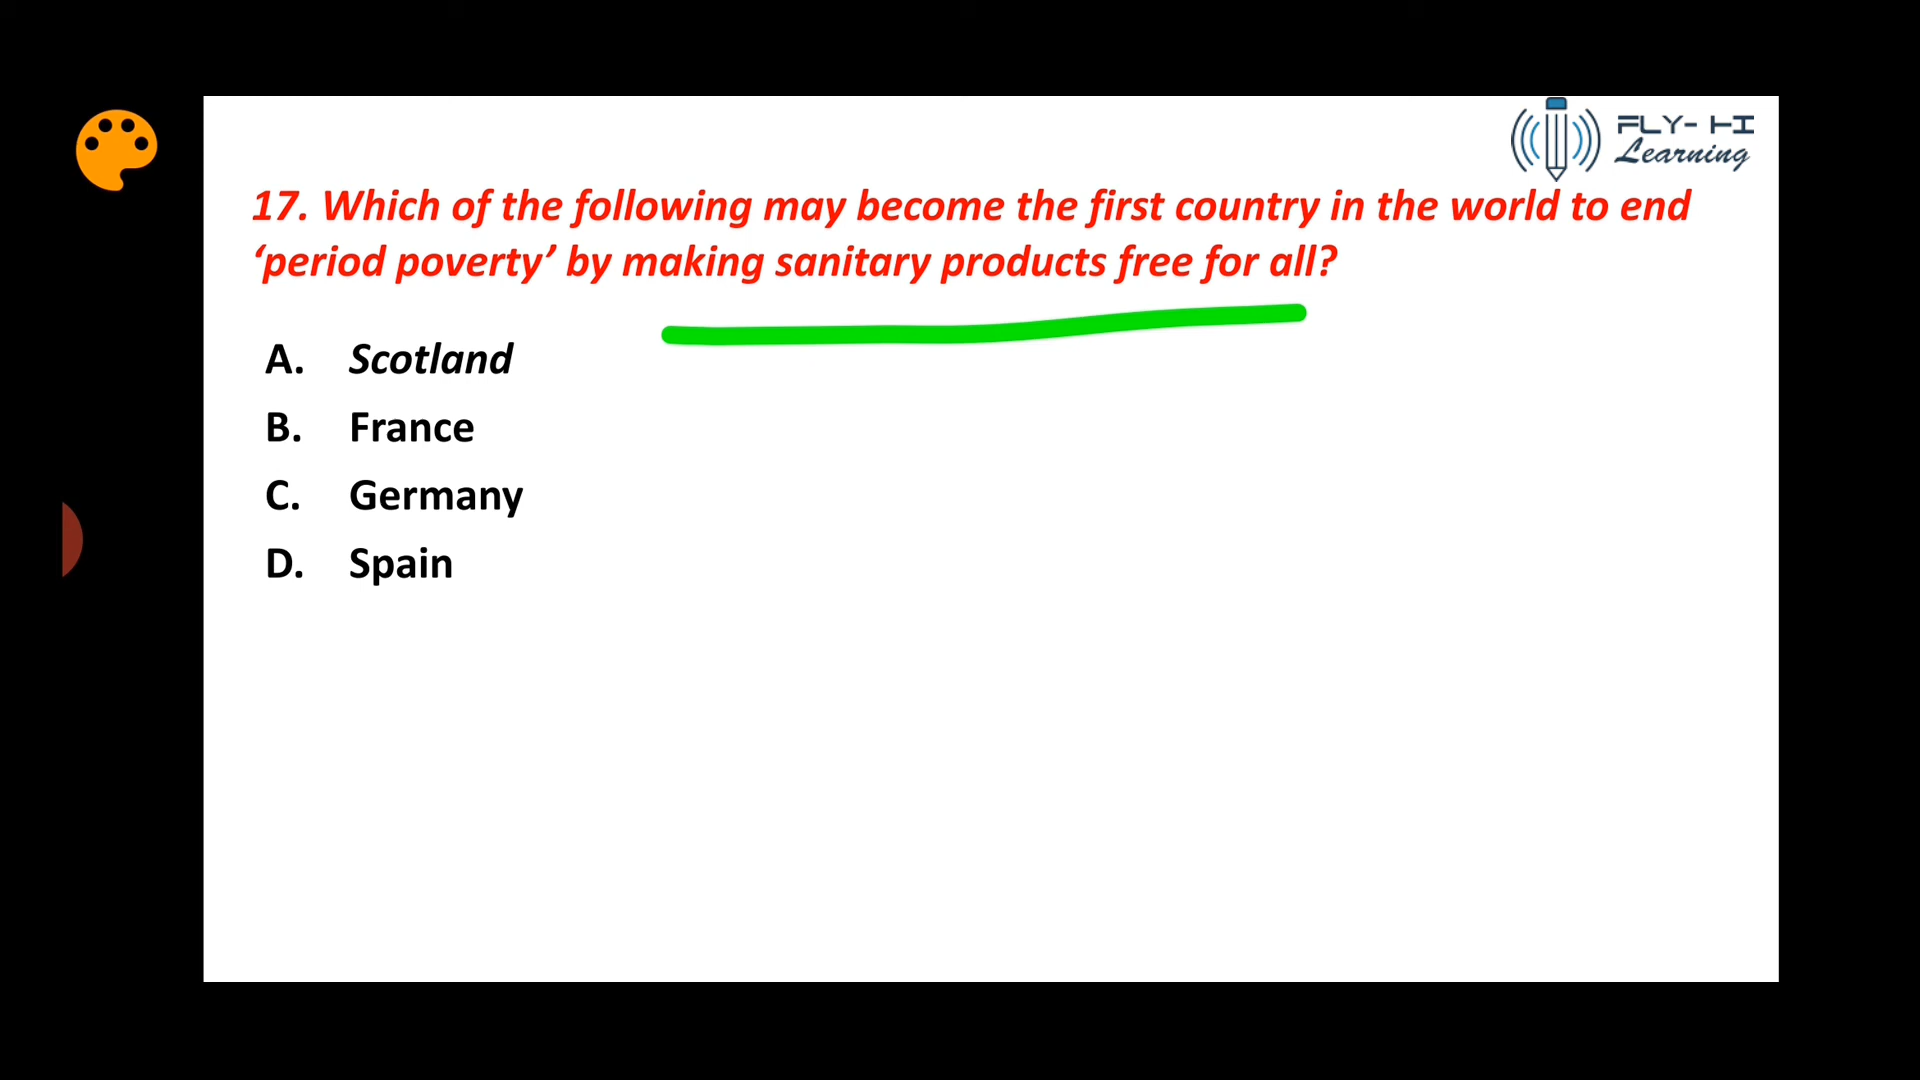 FLY-HI
Learning
17. Which of the following may become the first country in the world to end
‘period poverty’ by making sanitary products free for all?
A. Scotland
B. France
C. Germany
D. Spain